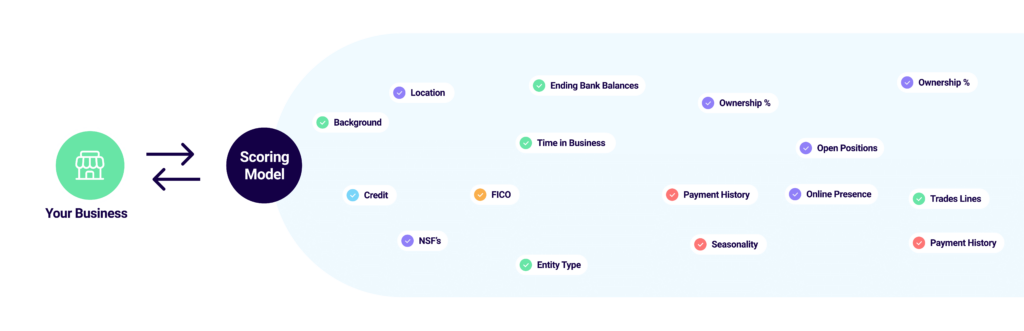 Your Business
Scoring
Model
Location
Background
Credit
NSF's
Ending Bank Balances
Time in Business
FICO
Entity Type
Ownership %
Payment History
Seasonality
Open Positions
Online Presence
Ownership %
Trades Lines
Payment History